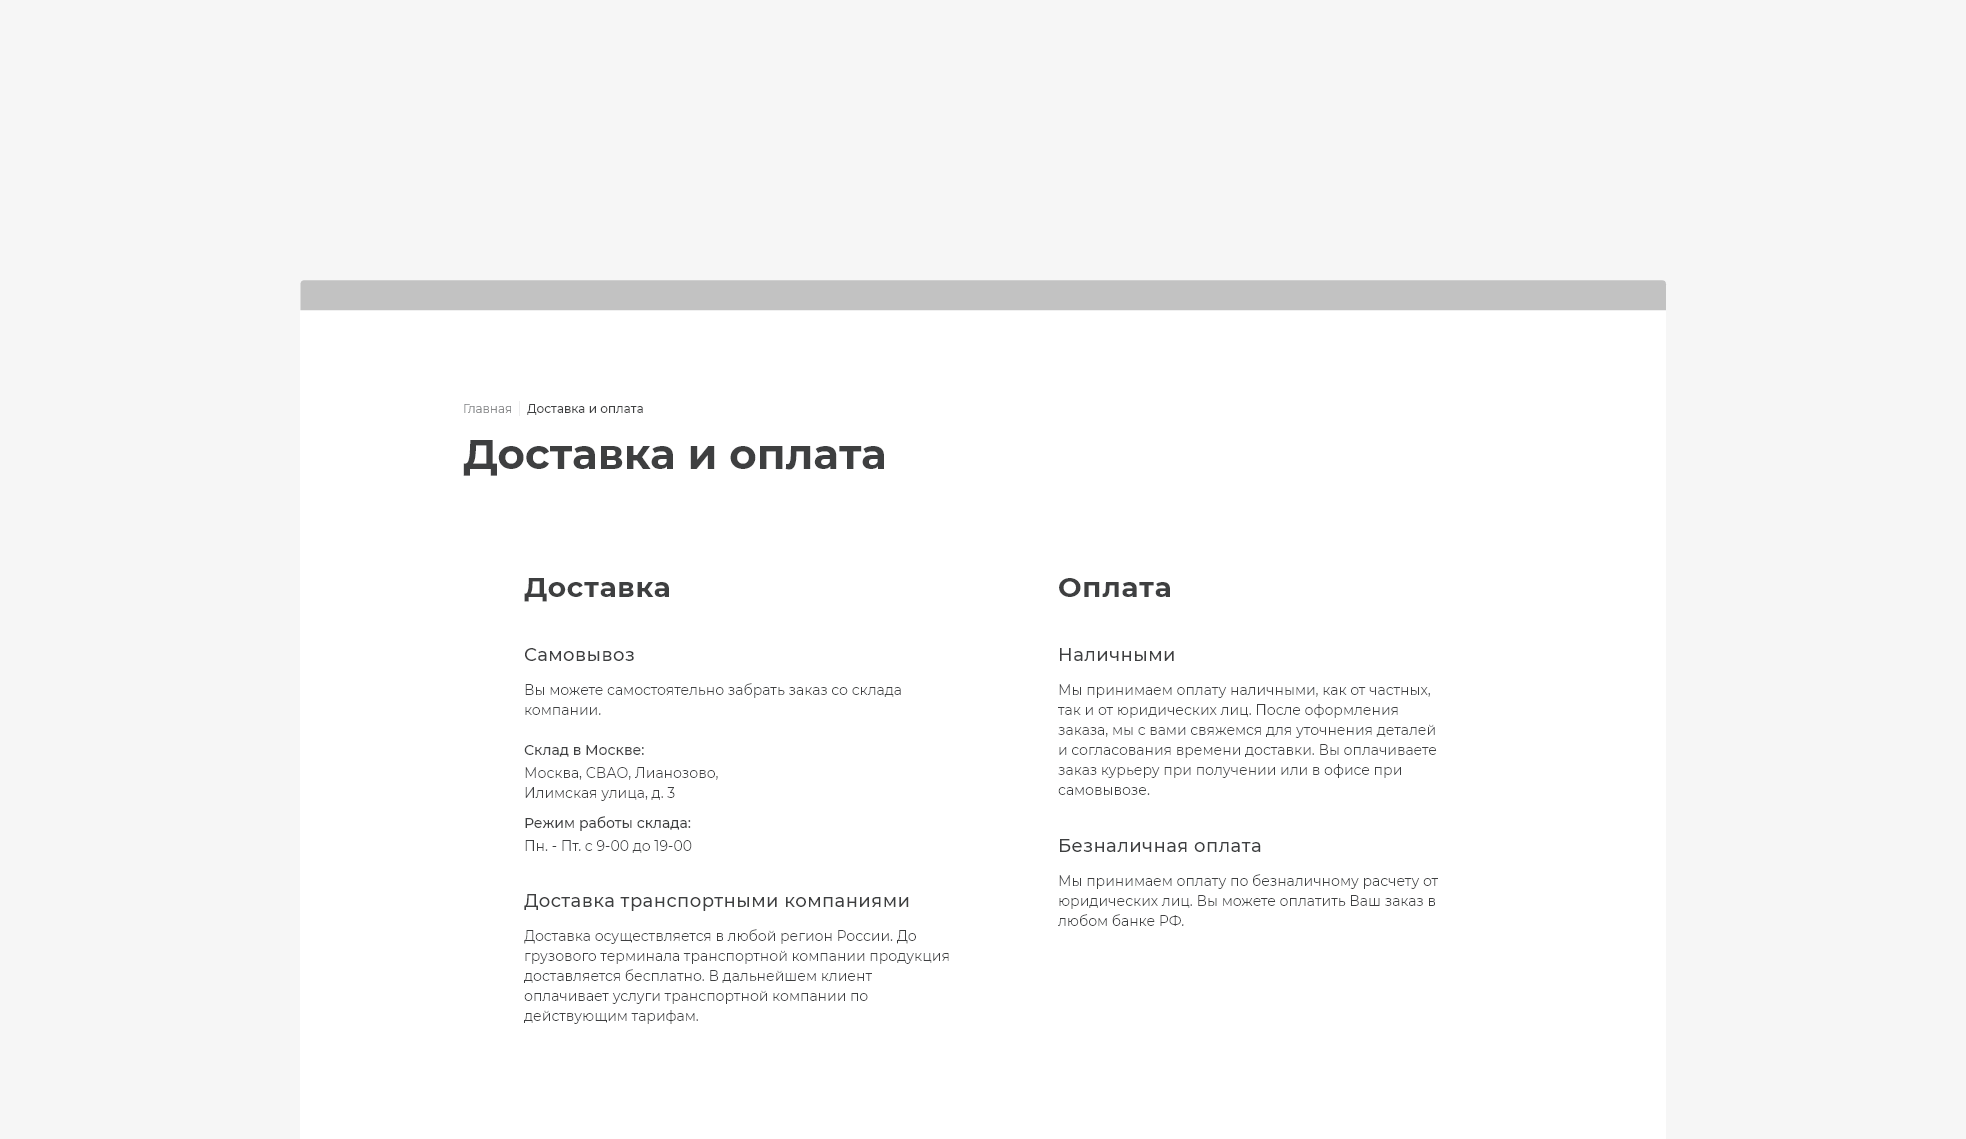 Главная | Доставка и оплата
Доставка и оплата
Доставка
Самовывоз
Вы можете самостоятельно забрать заказ со склада
компании.
Склад в Москве:
Москва, СВАО, Лианозово,
Илимская улица, д. 3
Режим работы склада:
Пн. - Пт. с 9-00 до 19-00
Доставка транспортными компаниями
Доставка осуществляется в любой регион России. До
грузового терминала транспортной компании продукция
доставляется бесплатно. В дальнейшем клиент
оплачивает услуги транспортной компании по
действующим тарифам.
Оплата
Наличными
Мы принимаем оплату наличными, как от частных,
так и от юридических лиц. После оформления
заказа, мы с вами свяжемся для уточнения деталей
и согласования времени доставки. Вы оплачиваете
заказ курьеру при получении или в офисе при
самовывозе.
Безналичная оплата
Мы принимаем оплату по безналичному расчету от
юридических лиц. Вы можете оплатить Ваш заказ в
любом банке РФ.